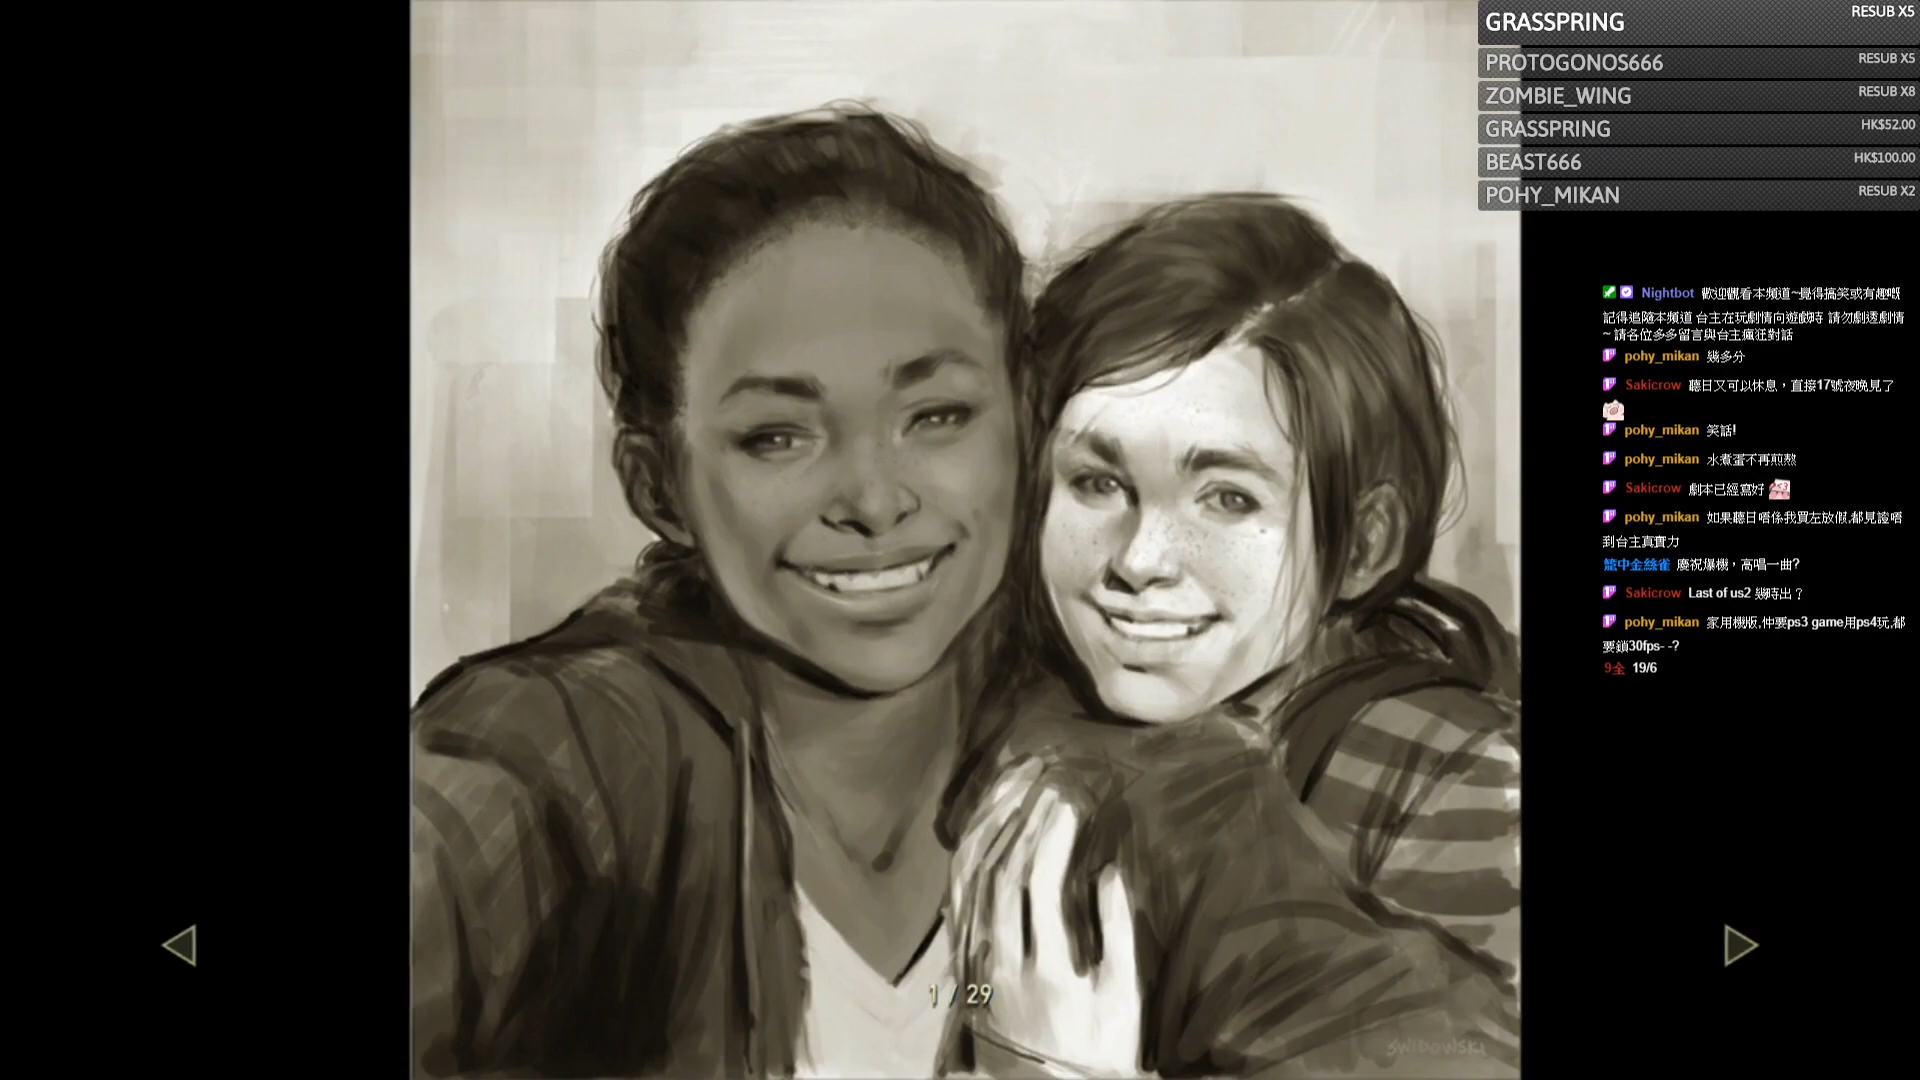 GRASSPRING RESUB X5
PROTOGONOS666 RESUB X5
ZOMBIE_WING RESUB X8
GRASSPRING HK$52.00
BEAST666 HK$100.00
POHY_MIKAN RESUB X2
Nightbot 歡迎觀看本頻道~覺得搞笑或有趣嘅
記得追隨本頻道 台主在玩劇情向遊戲時 請勿劇透劇情
~ 請各位多多留言與台主瘋狂對話
pohy_mikan 幾多分
Sakicrow 聽日又可以休息，直接17號夜晚見了
pohy_mikan 笑話!
pohy_mikan 水煮蛋不再煎熬
Sakicrow 劇本已經寫好
pohy_mikan 如果聽日唔係我買左放假,都見證唔
到台主真實力
籠中金絲雀 慶祝爆機，高唱一曲?
Sakicrow Last of us2 幾時出？
pohy_mikan 家用機版,仲要ps3 game用ps4玩,都
要鎖30fps- -?
9全 19/6
1 / 29
SWIDOWSKI